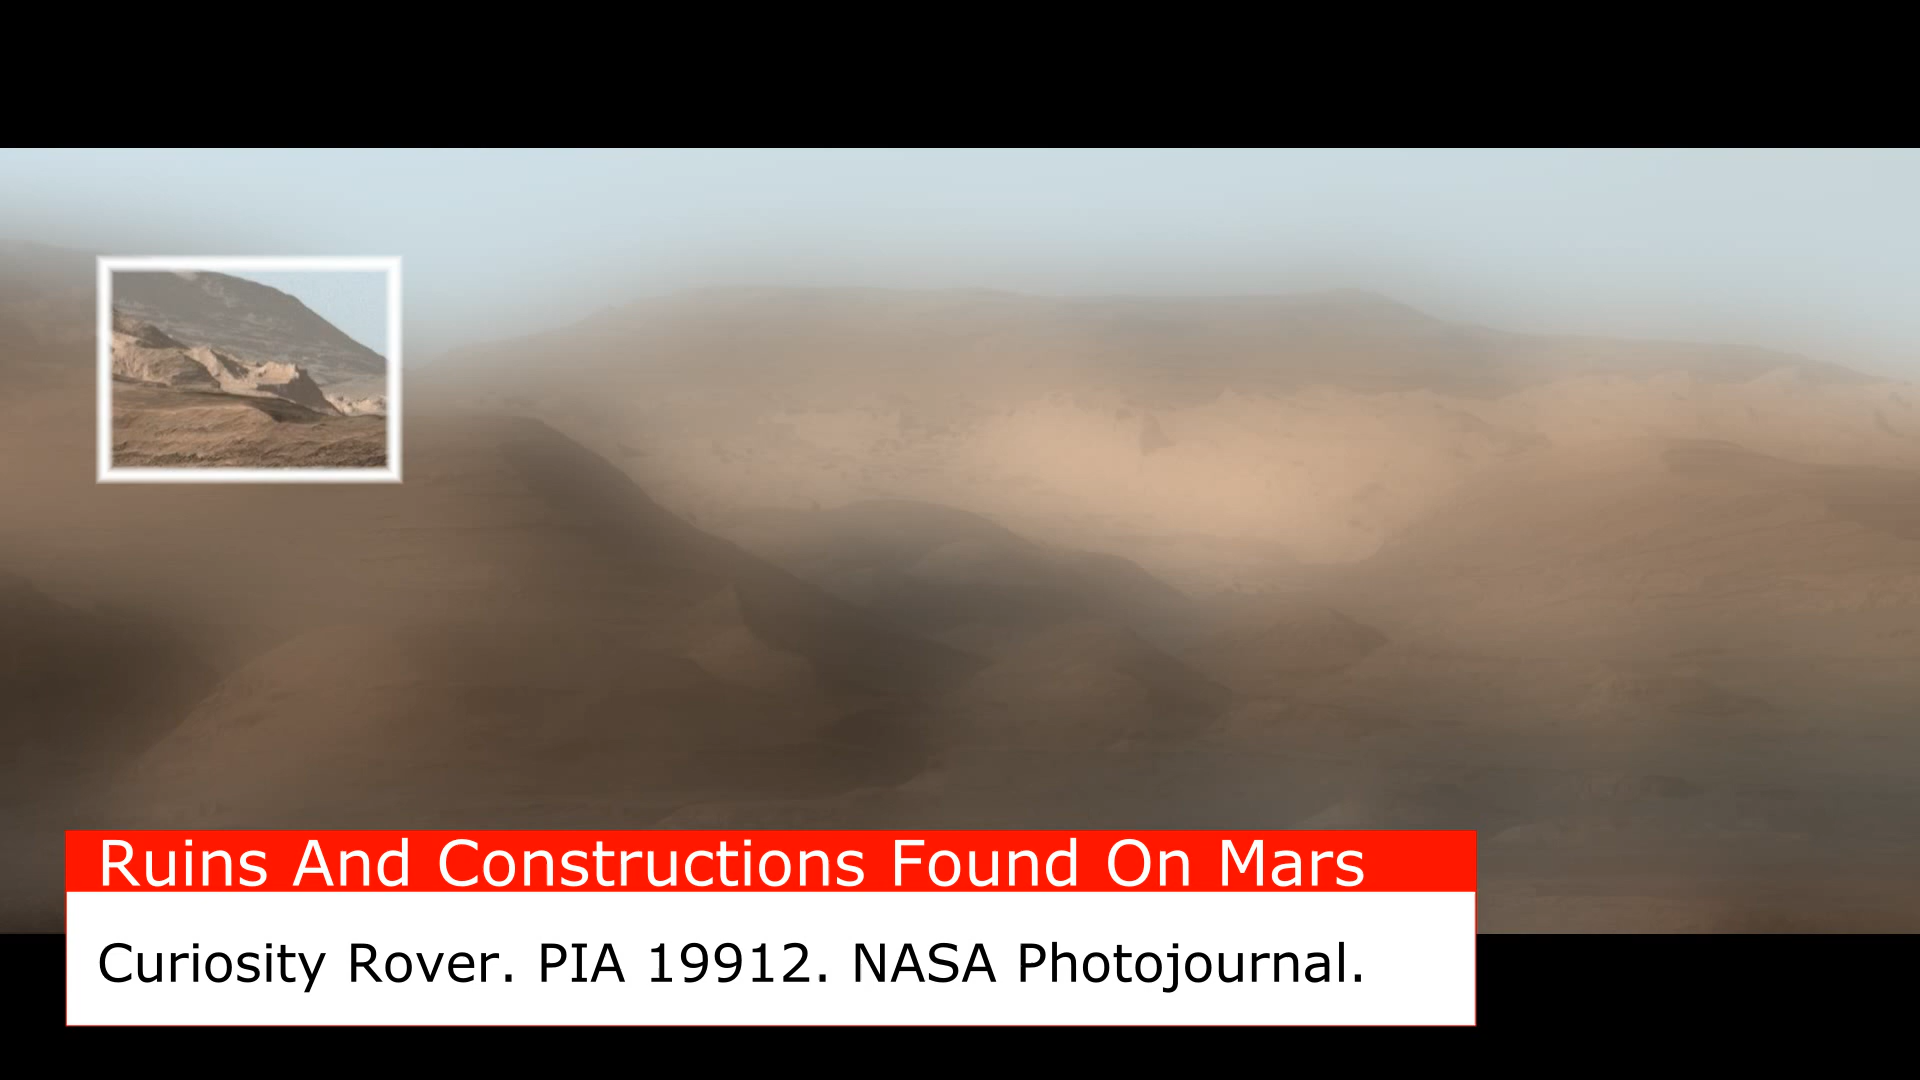 Ruins And Constructions Found On Mars
Curiosity Rover. PIA 19912. NASA Photojournal.